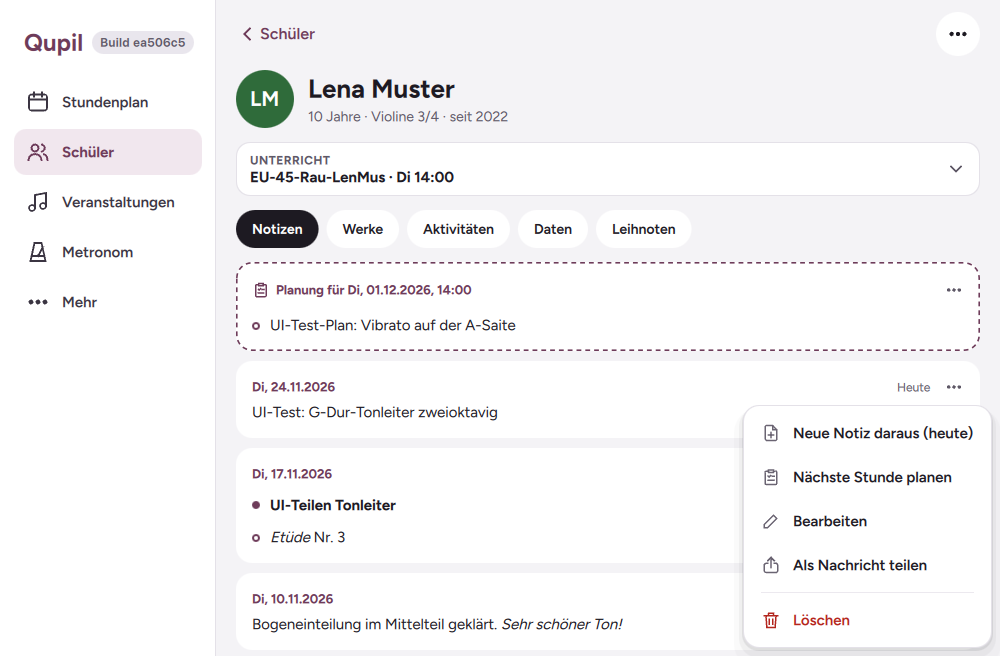 Qupil Build ea506c5
Stundenplan
Schüler
Veranstaltungen
Metronom
Mehr
Schüler
LM
Lena Muster
10 Jahre · Violine 3/4 · seit 2022
UNTERRICHT
EU-45-Rau-LenMus · Di 14:00
Notizen Werke Aktivitäten Daten Leihnoten
Planung für Di, 01.12.2026, 14:00
UI-Test-Plan: Vibrato auf der A-Saite
Di, 24.11.2026 Heute
UI-Test: G-Dur-Tonleiter zweioktavig
Di, 17.11.2026
UI-Teilen Tonleiter
Etüde Nr. 3
Di, 10.11.2026
Bogeneinteilung im Mittelteil geklärt. Sehr schöner Ton!
Neue Notiz daraus (heute)
Nächste Stunde planen
Bearbeiten
Als Nachricht teilen
Löschen